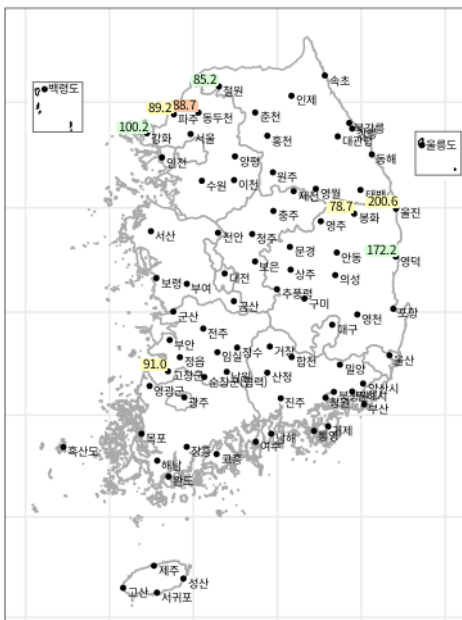 85.2
철원
속초
백령도
인제
89.2
88.7
파주
동두천
춘천
100.2
강화
서울
홍천
북강릉
대관령
울릉도
동해
인천
양평
수원
이천
원주
제천
영월
태백
78.7
200.6
충주
영주
봉화
울진
서산
천안
청주
문경
안동
172.2
영덕
보은
상주
의성
보령
부여
대전
추풍령
구미
금산
군산
영천
포항
전주
대구
부안
임실
장수
거창
합천
울산
91.0
정읍
고창군
순창군
남원
산청
밀양
양산시
영광군
광주
진주
창원
부산
목포
거제
통영
남해
여수
흑산도
장흥
고흥
해남
완도
제주
성산
고산
서귀포